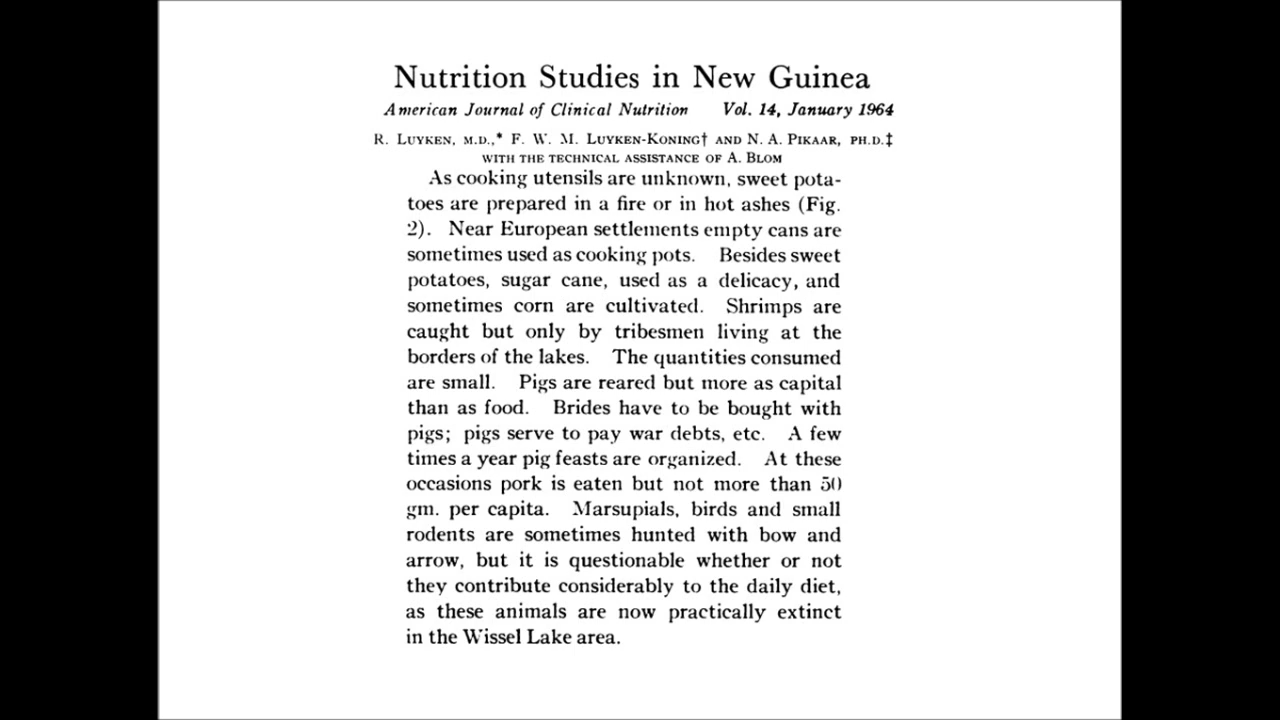 Nutrition Studies in New Guinea
American Journal of Clinical Nutrition Vol. 14, January 1964
R. LUYKEN, M.D.,* F. W. M. LUYKEN-KONING† AND N. A. PIKAAR, PH.D.‡
WITH THE TECHNICAL ASSISTANCE OF A. BLOM
As cooking utensils are unknown, sweet pota-
toes are prepared in a fire or in hot ashes (Fig.
2). Near European settlements empty cans are
sometimes used as cooking pots. Besides sweet
potatoes, sugar cane, used as a delicacy, and
sometimes corn are cultivated. Shrimps are
caught but only by tribesmen living at the
borders of the lakes. The quantities consumed
are small. Pigs are reared but more as capital
than as food. Brides have to be bought with
pigs; pigs serve to pay war debts, etc. A few
times a year pig feasts are organized. At these
occasions pork is eaten but not more than 50
gm. per capita. Marsupials, birds and small
rodents are sometimes hunted with bow and
arrow, but it is questionable whether or not
they contribute considerably to the daily diet,
as these animals are now practically extinct
in the Wissel Lake area.